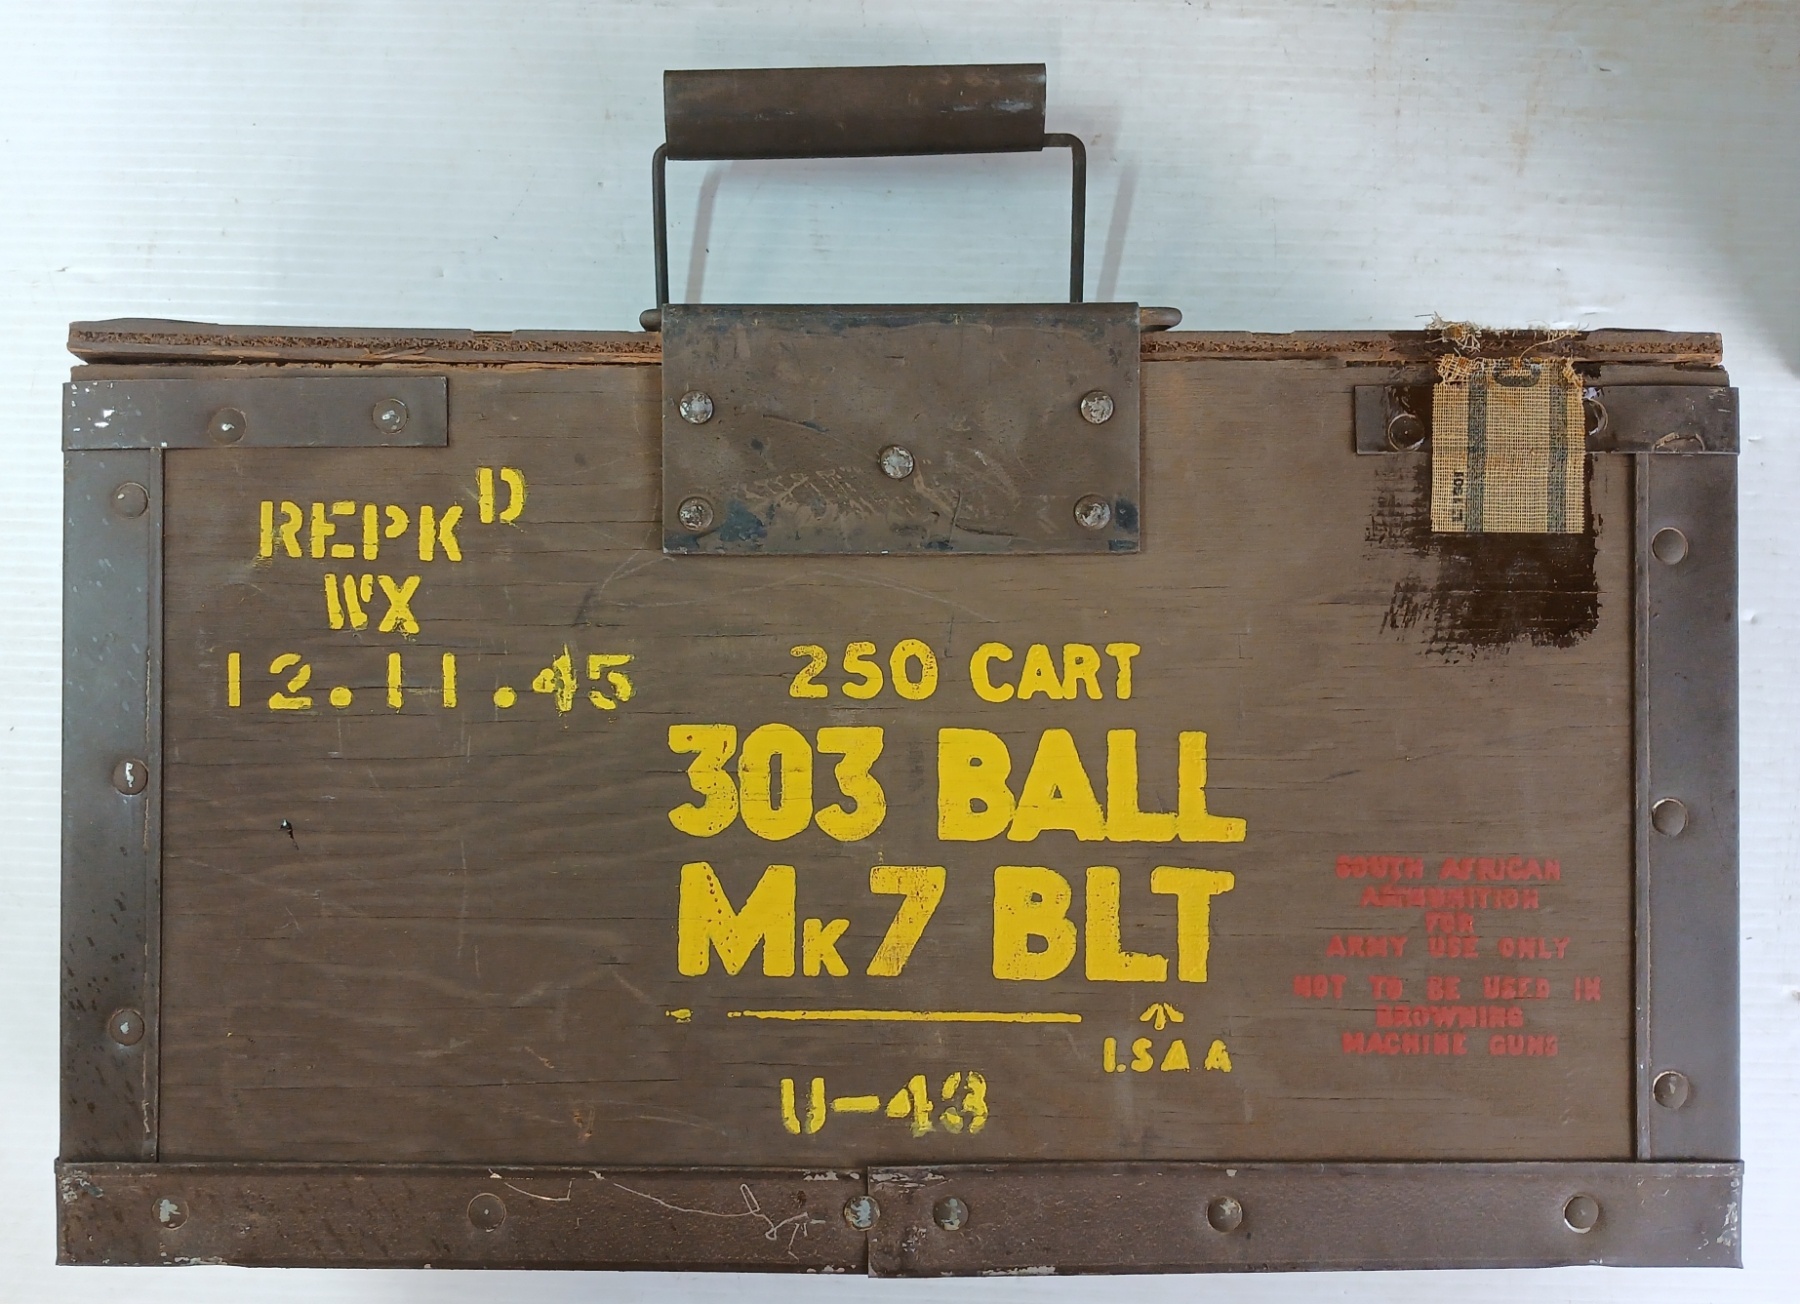 REPKD
WX
12.11.45
250 CART
303 BALL
Mk7 BLT
I.SAA
U-43
SOUTH AFRICAN
AMMUNITION
FOR
ARMY USE ONLY
NOT TO BE USED IN
BROWNING
MACHINE GUNS